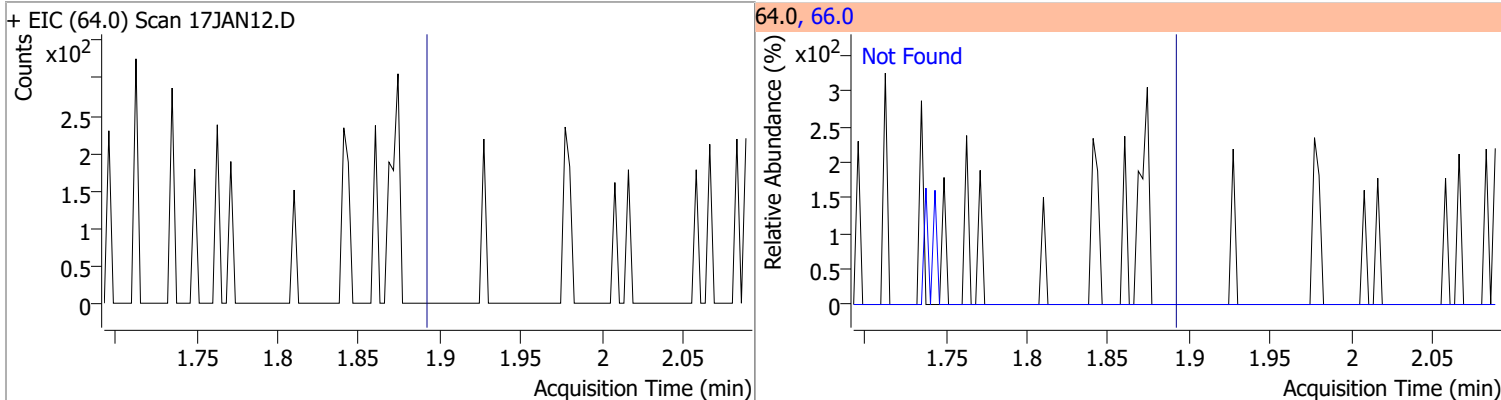 + EIC (64.0) Scan 17JAN12.D
Counts
x10²
2.5
2
1.5
1
0.5
0
1.75 1.8 1.85 1.9 1.95 2 2.05
Acquisition Time (min)
64.0, 66.0
Relative Abundance (%)
x10²
Not Found
3
2.5
2
1.5
1
0.5
0
1.75 1.8 1.85 1.9 1.95 2 2.05
Acquisition Time (min)